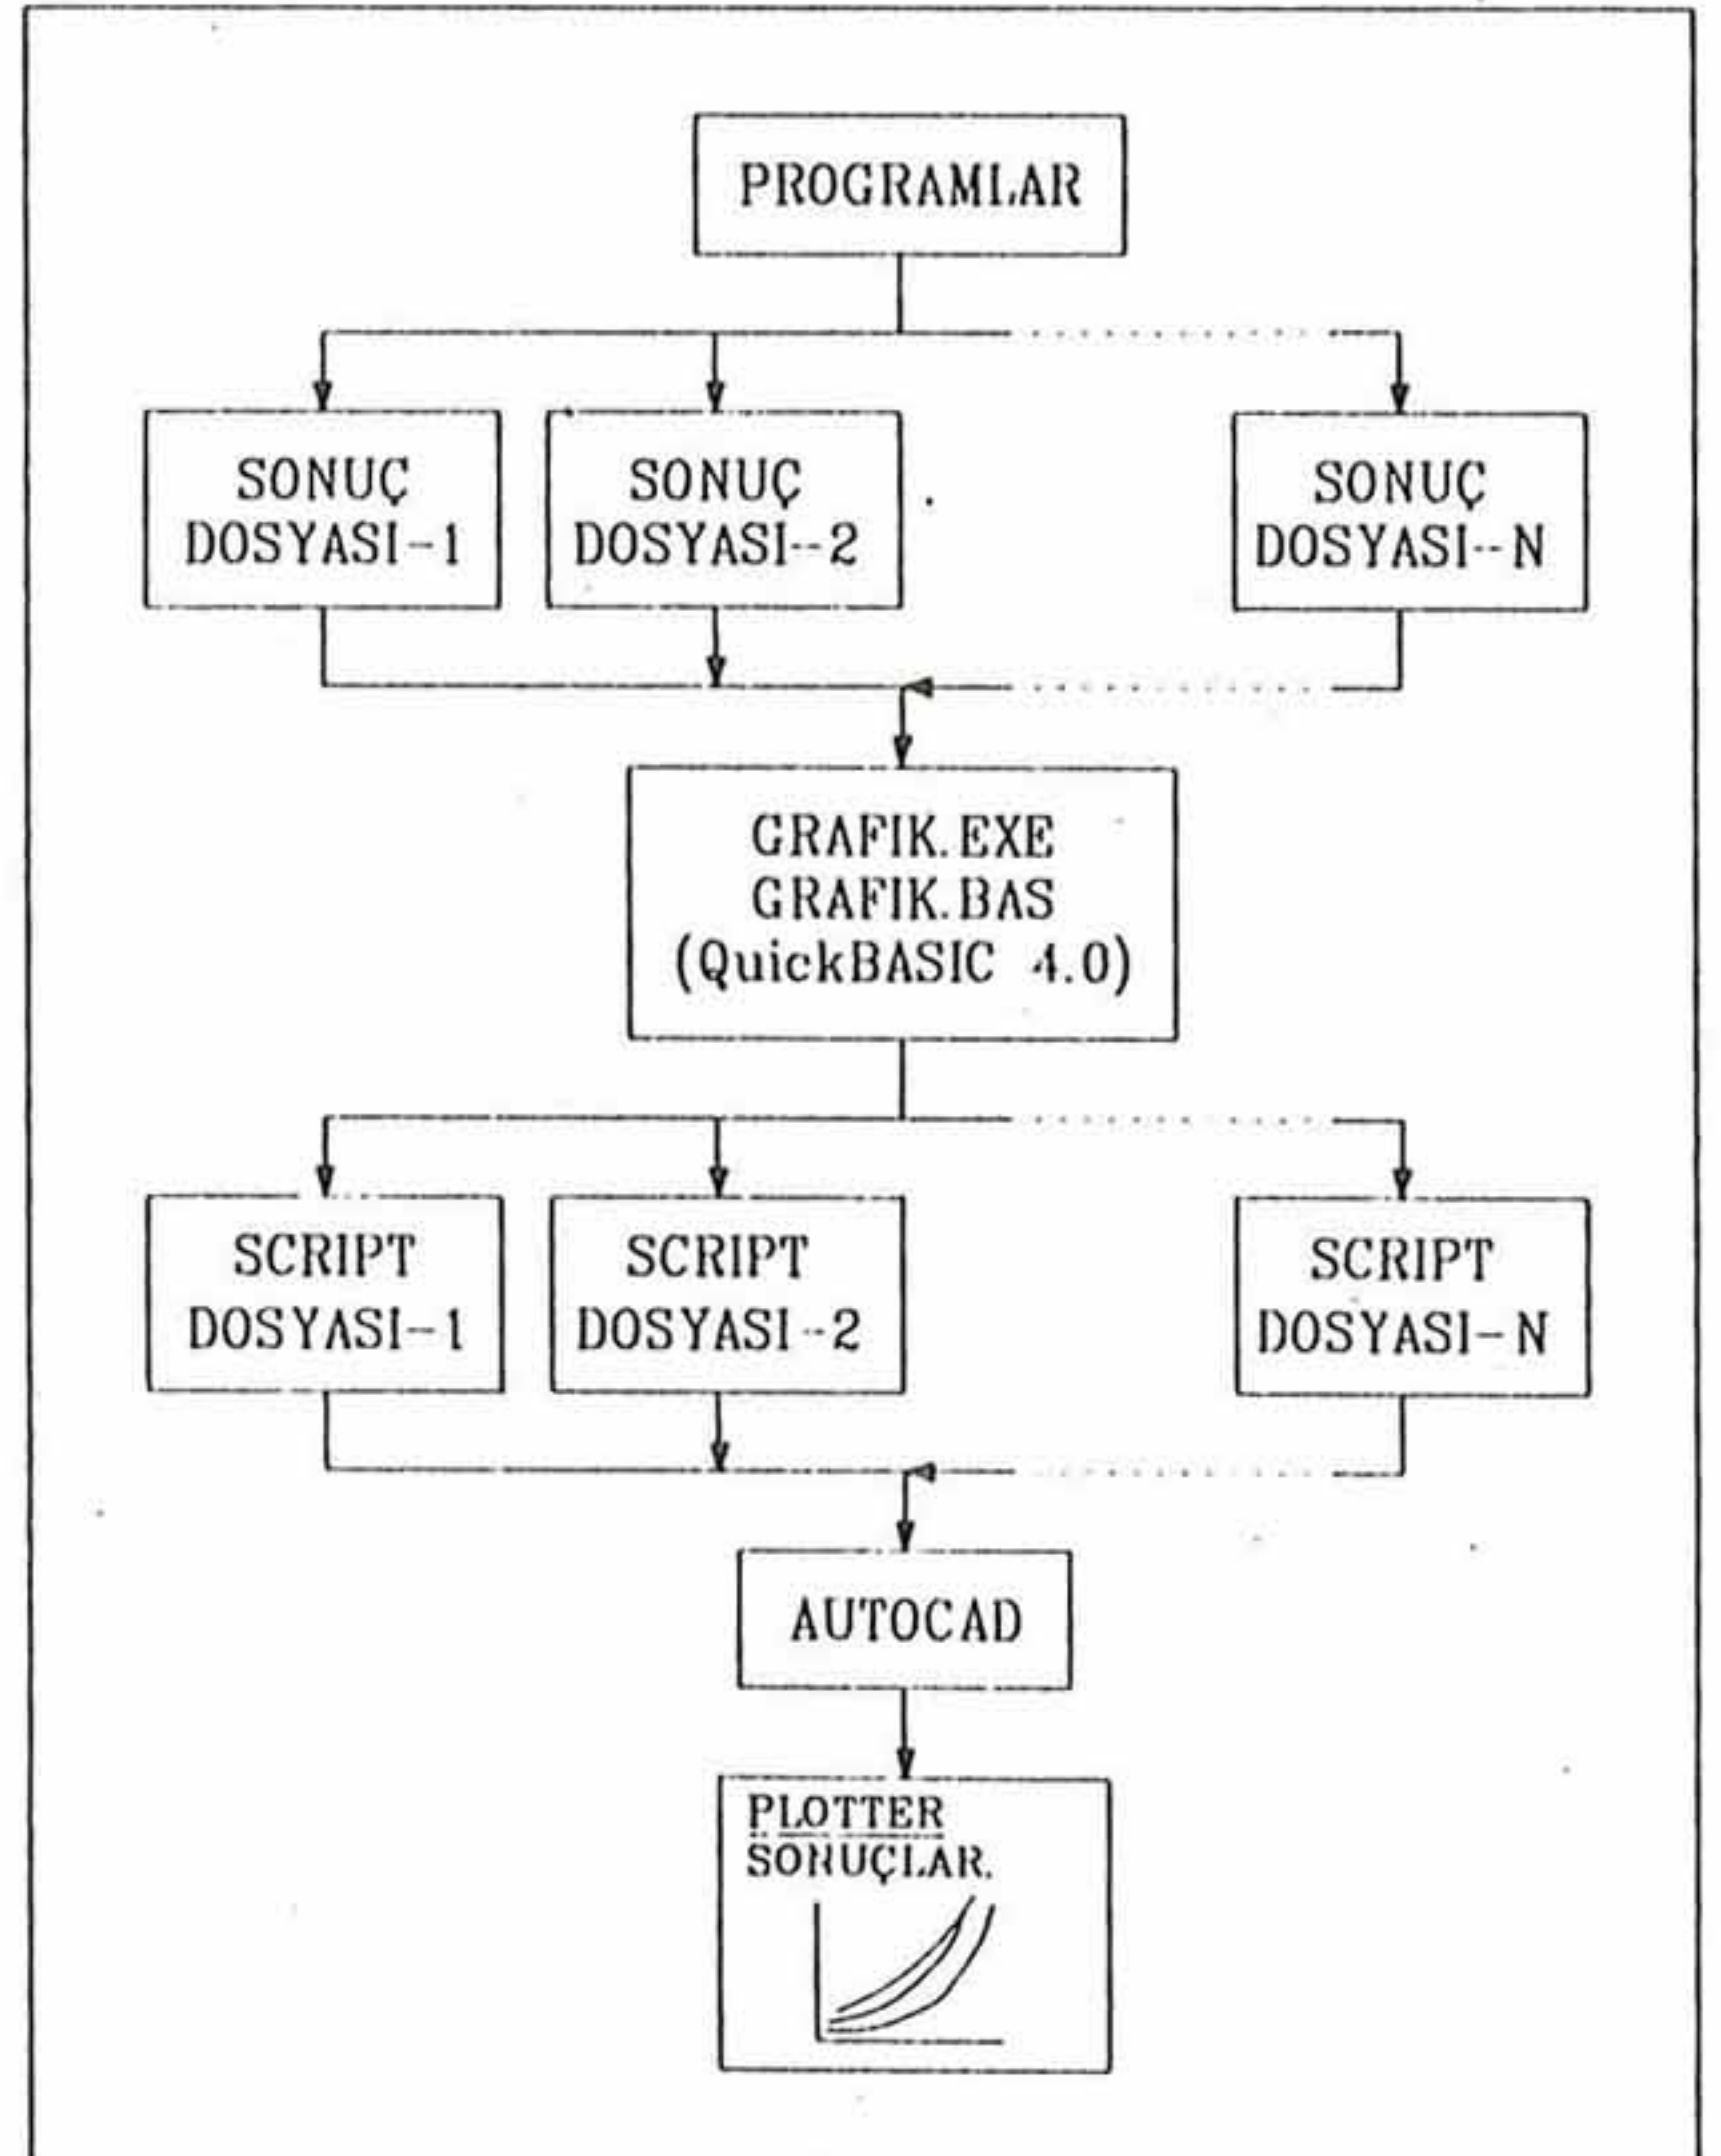 PROGRAMLAR
SONUÇ
DOSYASI-1
SONUÇ
DOSYASI-2
SONUÇ
DOSYASI-N
GRAFIK.EXE
GRAFIK.BAS
(QuickBASIC 4.0)
SCRIPT
DOSYASI-1
SCRIPT
DOSYASI-2
SCRIPT
DOSYASI-N
AUTOCAD
PLOTTER
SONUÇLAR.